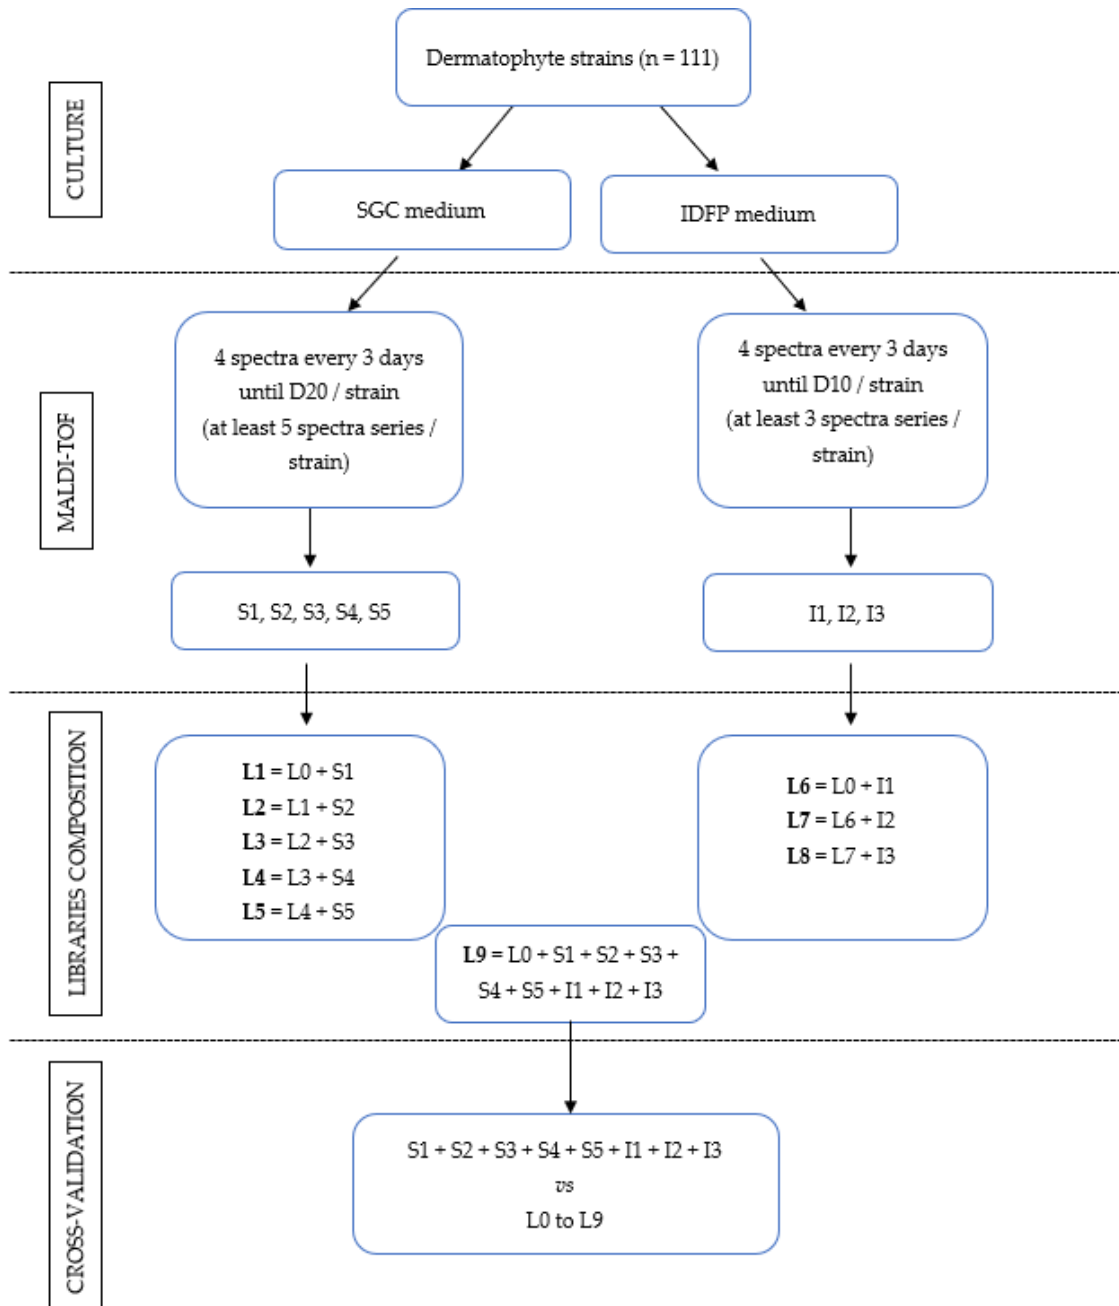 CULTURE
Dermatophyte strains (n = 111)
SGC medium
IDFP medium
MALDI-TOF
4 spectra every 3 days
until D20 / strain
(at least 5 spectra series /
strain)
4 spectra every 3 days
until D10 / strain
(at least 3 spectra series /
strain)
S1, S2, S3, S4, S5
I1, I2, I3
LIBRARIES COMPOSITION
L1 = L0 + S1
L2 = L1 + S2
L3 = L2 + S3
L4 = L3 + S4
L5 = L4 + S5
L6 = L0 + I1
L7 = L6 + I2
L8 = L7 + I3
L9 = L0 + S1 + S2 + S3 +
S4 + S5 + I1 + I2 + I3
CROSS-VALIDATION
S1 + S2 + S3 + S4 + S5 + I1 + I2 + I3
vs
L0 to L9